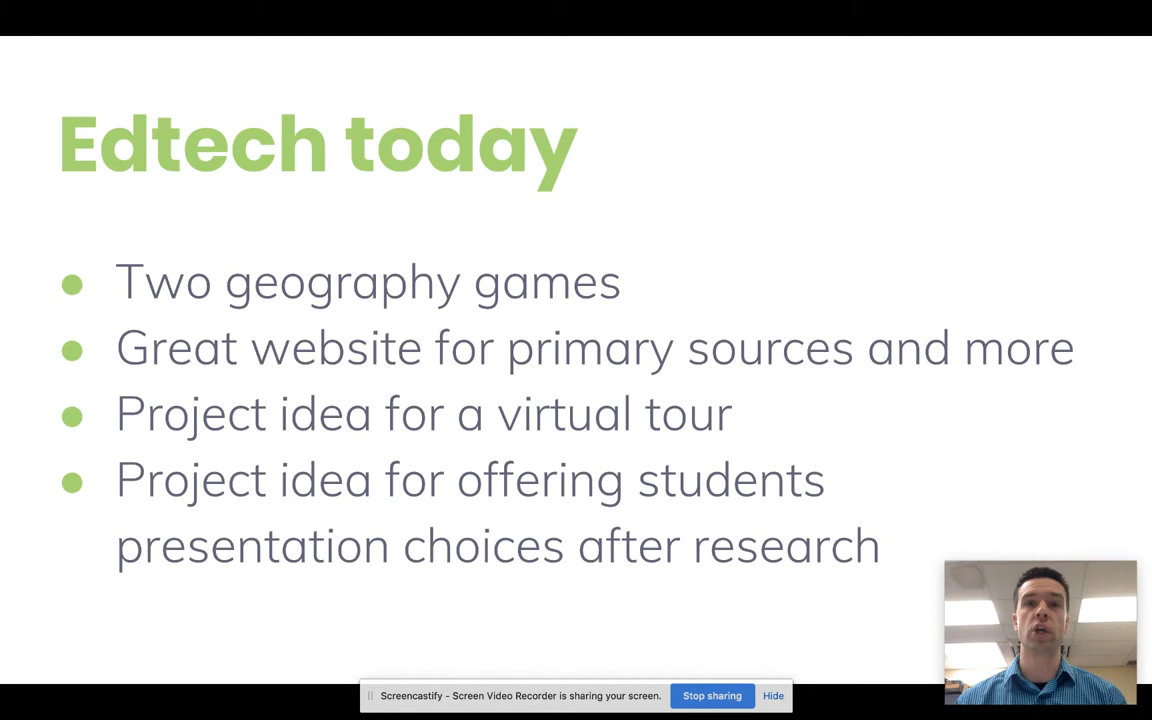 Edtech today
Two geography games
Great website for primary sources and more
Project idea for a virtual tour
Project idea for offering students
presentation choices after research
Screencastify - Screen Video Recorder is sharing your screen. Stop sharing Hide